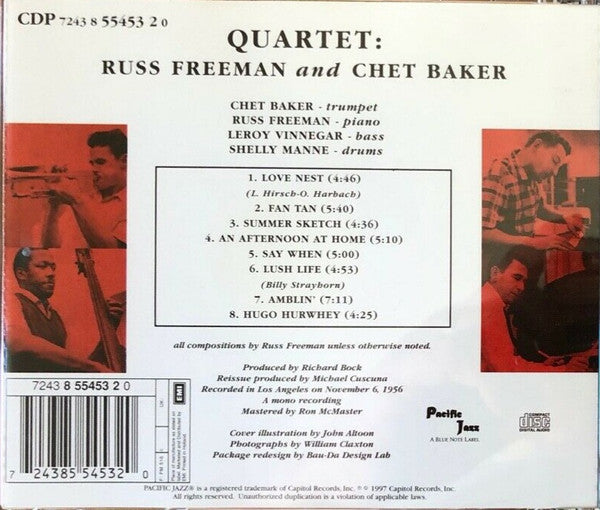 CDP 7243 8 55453 2 0
QUARTET:
RUSS FREEMAN and CHET BAKER
CHET BAKER - trumpet
RUSS FREEMAN - piano
LEROY VINNEGAR - bass
SHELLY MANNE - drums
1. LOVE NEST (4:46)
(L. Hirsch-O. Harbach)
2. FAN TAN (5:40)
3. SUMMER SKETCH (4:36)
4. AN AFTERNOON AT HOME (5:10)
5. SAY WHEN (5:00)
6. LUSH LIFE (4:53)
(Billy Strayhorn)
7. AMBLIN' (7:11)
8. HUGO HURWHEY (4:25)
all compositions by Russ Freeman unless otherwise noted.
Produced by Richard Bock
Reissue produced by Michael Cuscuna
Recorded in Los Angeles on November 6, 1956
A mono recording
Mastered by Ron McMaster
Cover illustration by John Altoon
Photographs by William Claxton
Package redesign by Bau-Da Design Lab
7243 8 55453 2 0
7 24385 54532 0
UK:
EMI
Pacific
Jazz
A BLUE NOTE LABEL
COMPACT
disc
DIGITAL AUDIO
PACIFIC JAZZ® is a registered trademark of Capitol Records, Inc. ℗ © 1997 Capitol Records, Inc.
All rights reserved. Unauthorized duplication is a violation of applicable laws.